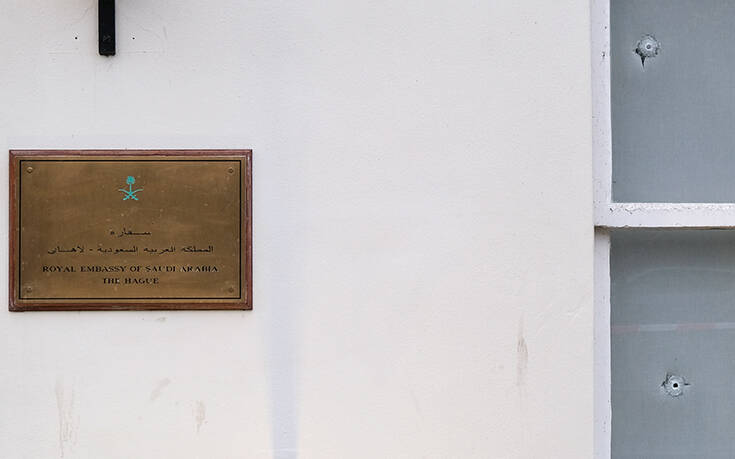 سفارة
المملكة العربية السعودية - لاهاي
ROYAL EMBASSY OF SAUDI ARABIA
THE HAGUE